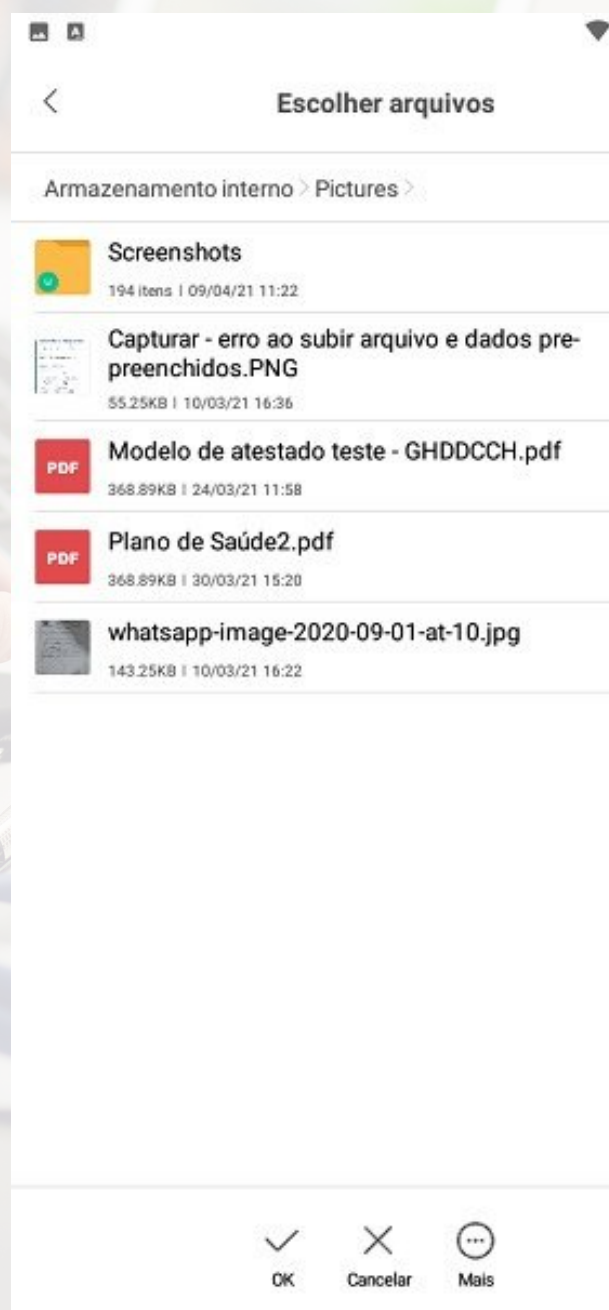 Escolher arquivos
Armazenamento interno > Pictures >
Screenshots
194 itens | 09/04/21 11:22
Capturar - erro ao subir arquivo e dados pre-
preenchidos.PNG
55.25KB | 10/03/21 16:36
PDF
Modelo de atestado teste - GHDDCCH.pdf
368.89KB | 24/03/21 11:58
PDF
Plano de Saúde2.pdf
368.89KB | 30/03/21 15:20
whatsapp-image-2020-09-01-at-10.jpg
143.25KB | 10/03/21 16:22
OK Cancelar Mais